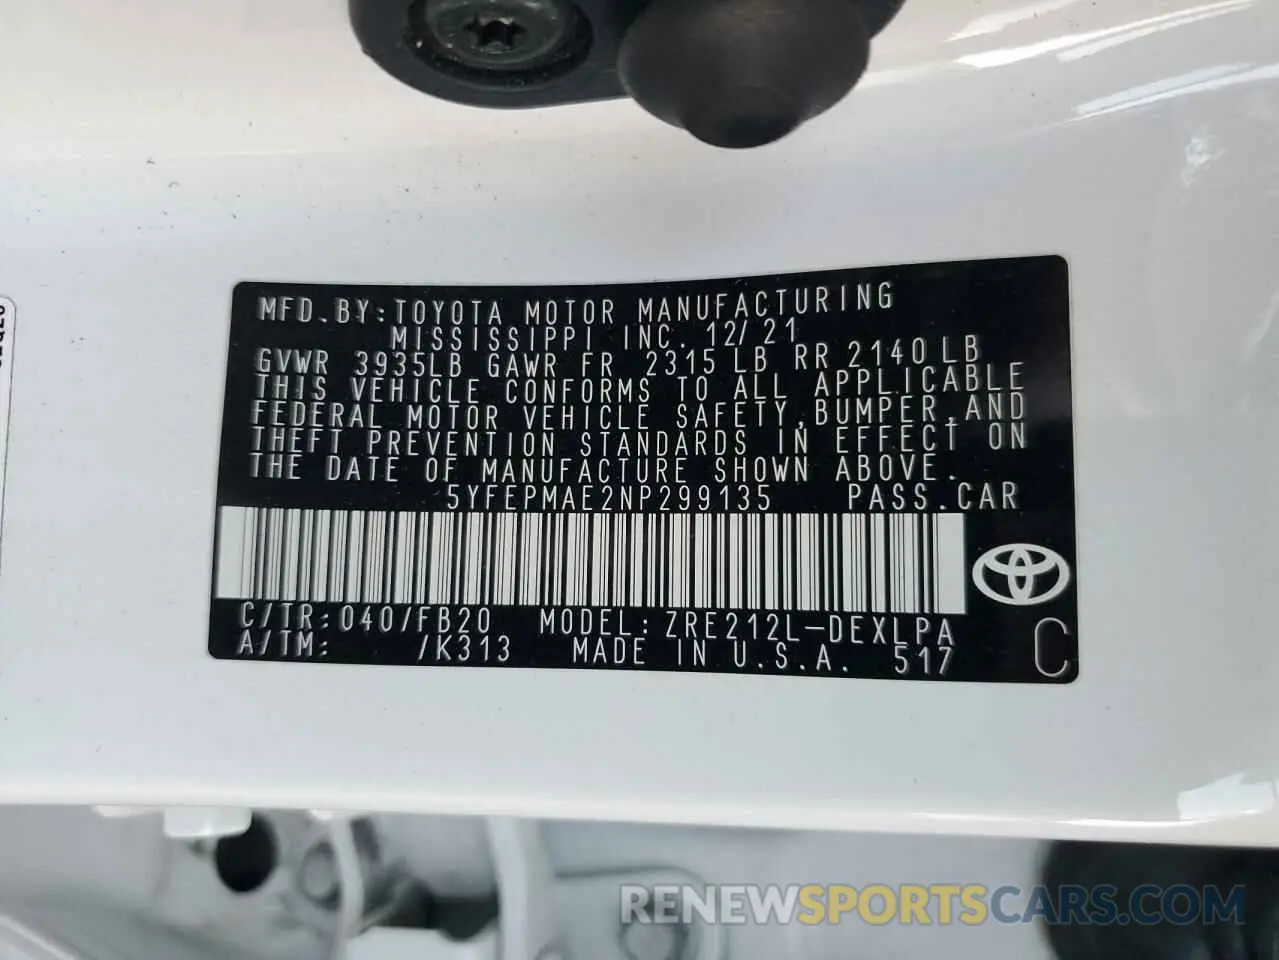 MFD.BY:TOYOTA MOTOR MANUFACTURING
MISSISSIPPI INC. 12/21
GVWR 3935LB GAWR FR 2315 LB RR 2140LB
THIS VEHICLE CONFORMS TO ALL APPLICABLE
FEDERAL MOTOR VEHICLE SAFETY,BUMPER,AND
THEFT PREVENTION STANDARDS IN EFFECT ON
THE DATE OF MANUFACTURE SHOWN ABOVE.
5YFEPMAE2NP299135 PASS.CAR
C/TR:040/FB20 MODEL:ZRE212L-DEXLPA
A/TM: /K313 MADE IN U.S.A. 517 C
RENEWSPORTSCARS.COM